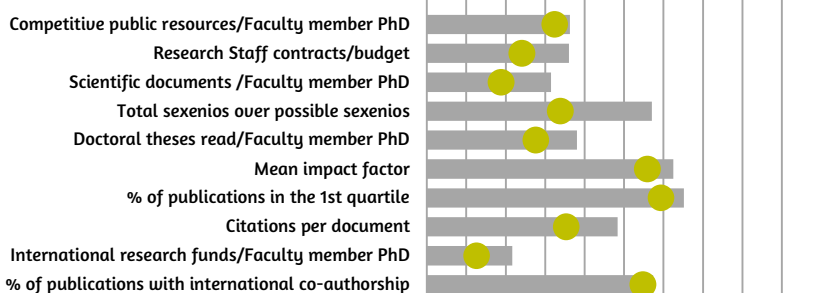 Competitive public resources/Faculty member PhD
Research Staff contracts/budget
Scientific documents /Faculty member PhD
Total sexenios over possible sexenios
Doctoral theses read/Faculty member PhD
Mean impact factor
% of publications in the 1st quartile
Citations per document
International research funds/Faculty member PhD
% of publications with international co-authorship